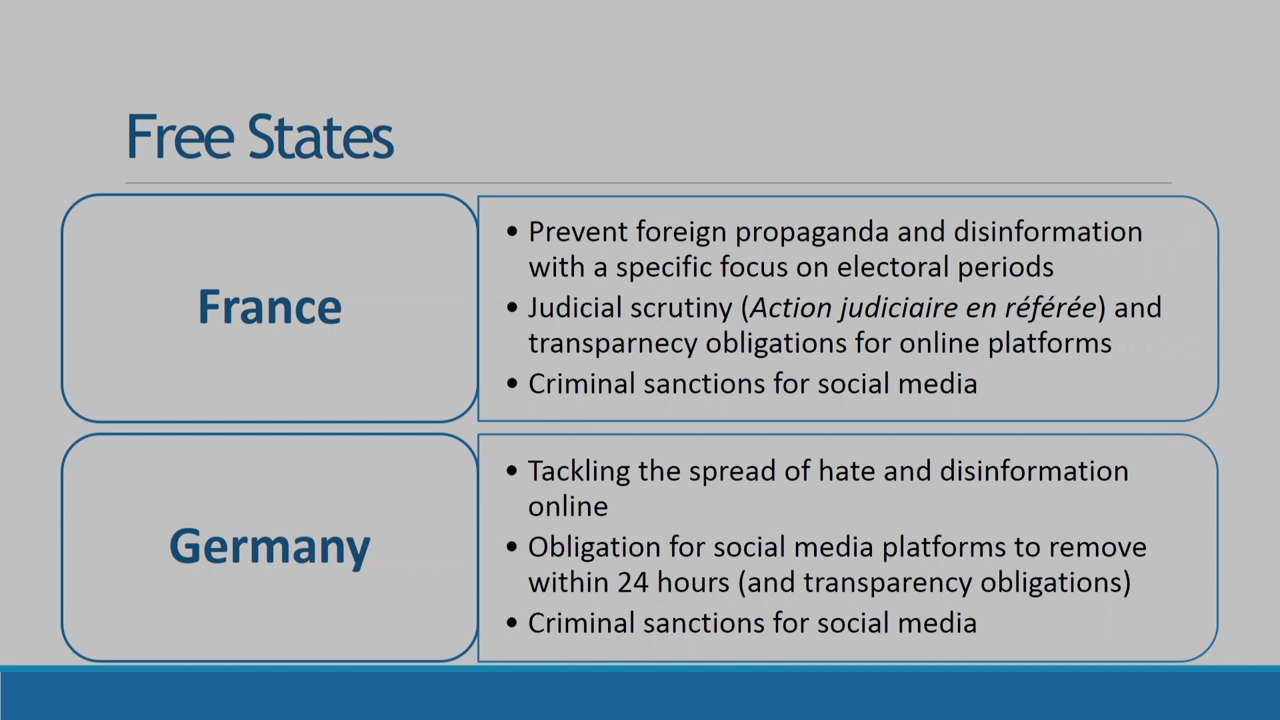 Free States
France
• Prevent foreign propaganda and disinformation
with a specific focus on electoral periods
• Judicial scrutiny (Action judiciaire en référée) and
transparnecy obligations for online platforms
• Criminal sanctions for social media
Germany
• Tackling the spread of hate and disinformation
online
• Obligation for social media platforms to remove
within 24 hours (and transparency obligations)
• Criminal sanctions for social media